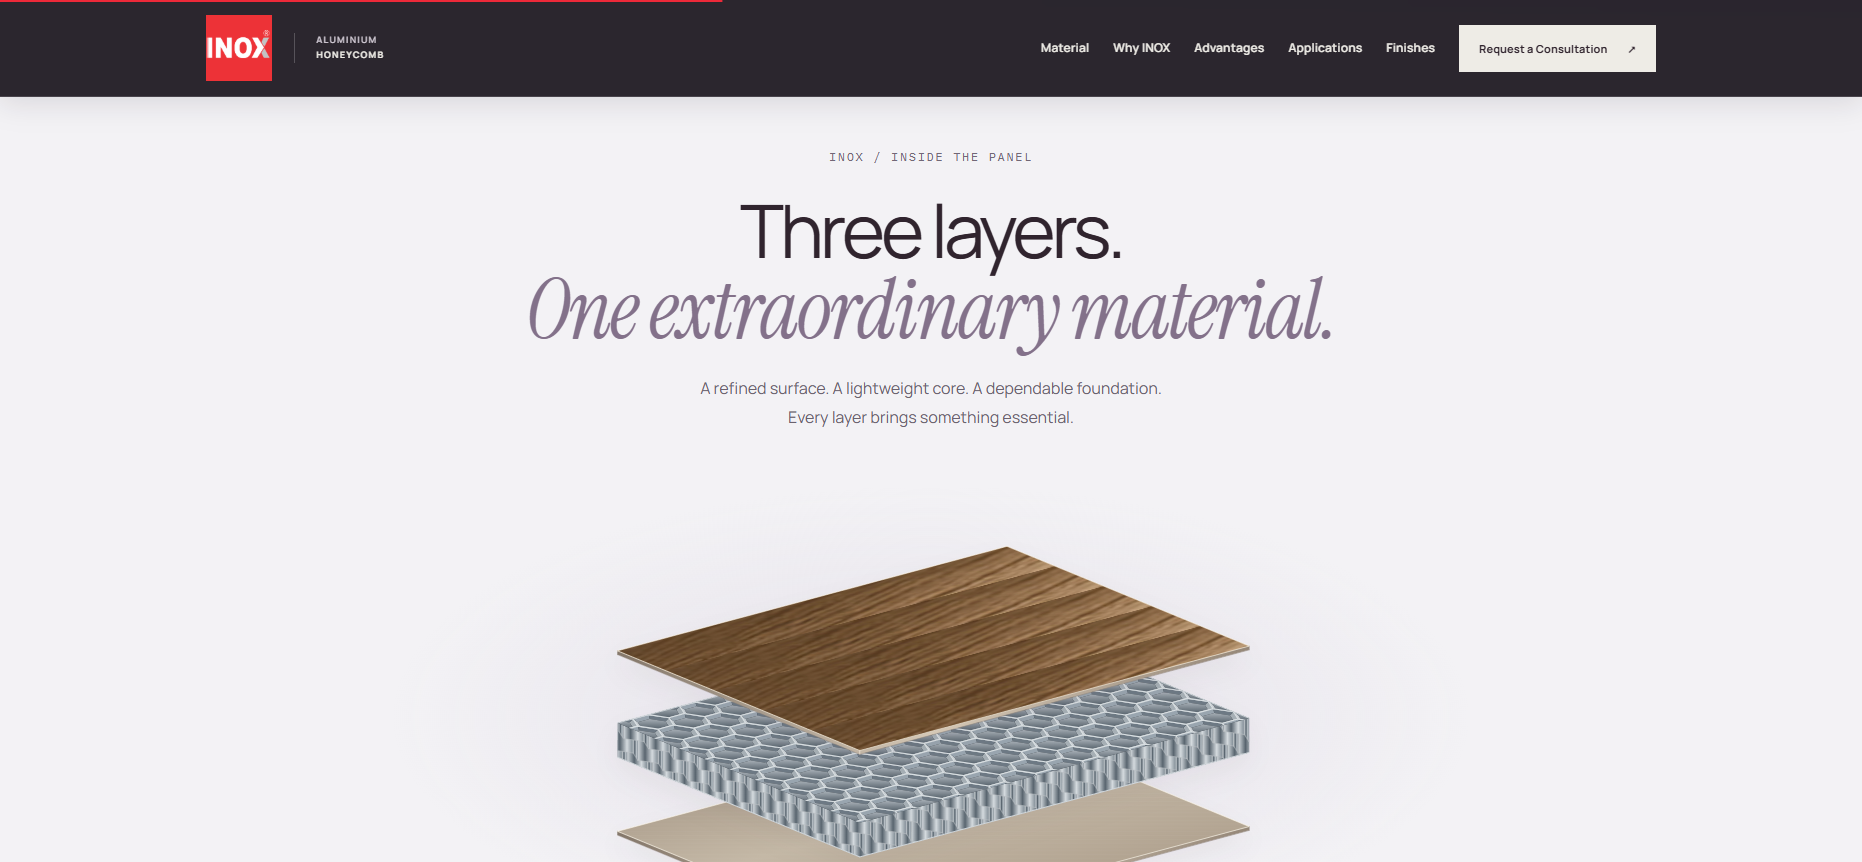 INOX®
ALUMINIUM
HONEYCOMB
Material
Why INOX
Advantages
Applications
Finishes
Request a Consultation ↗
INOX / INSIDE THE PANEL
Three layers.
One extraordinary material.
A refined surface. A lightweight core. A dependable foundation.
Every layer brings something essential.